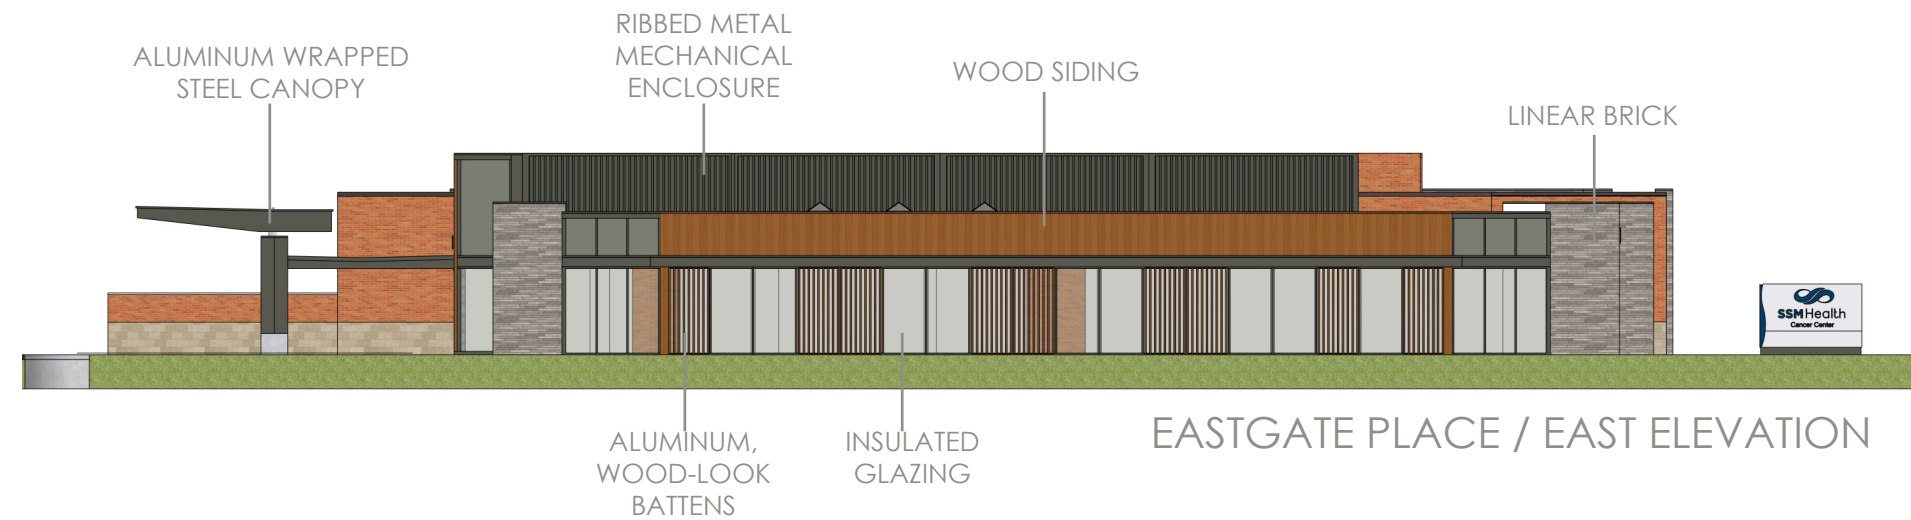 RIBBED METAL
MECHANICAL
ENCLOSURE
ALUMINUM WRAPPED
STEEL CANOPY
WOOD SIDING
LINEAR BRICK
SSMHealth
Cancer Center
ALUMINUM,
WOOD-LOOK
BATTENS
INSULATED
GLAZING
EASTGATE PLACE / EAST ELEVATION